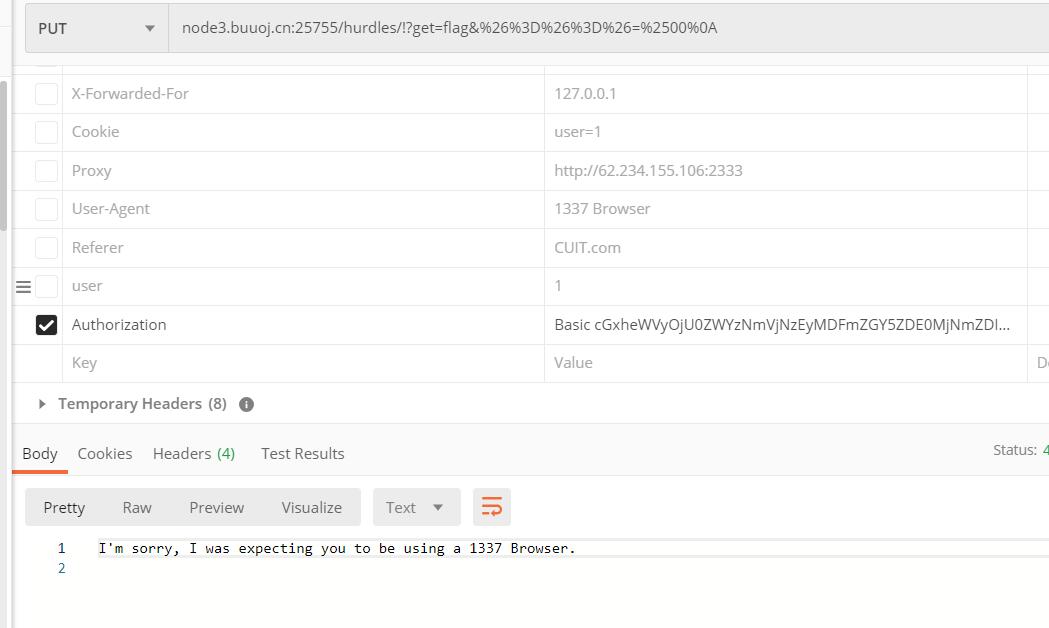 PUT node3.buuoj.cn:25755/hurdles/!?get=flag&%26%3D%26%3D%26=%2500%0A
X-Forwarded-For 127.0.0.1
Cookie user=1
Proxy http://62.234.155.106:2333
User-Agent 1337 Browser
Referer CUIT.com
user 1
Authorization Basic cGxheWVyOjU0ZWYzNmVjNzEyMDFmZGY5ZDE0MjNmZDI...
Key Value D
Temporary Headers (8)
Body Cookies Headers (4) Test Results Status: 4
Pretty Raw Preview Visualize Text
1 I'm sorry, I was expecting you to be using a 1337 Browser.
2